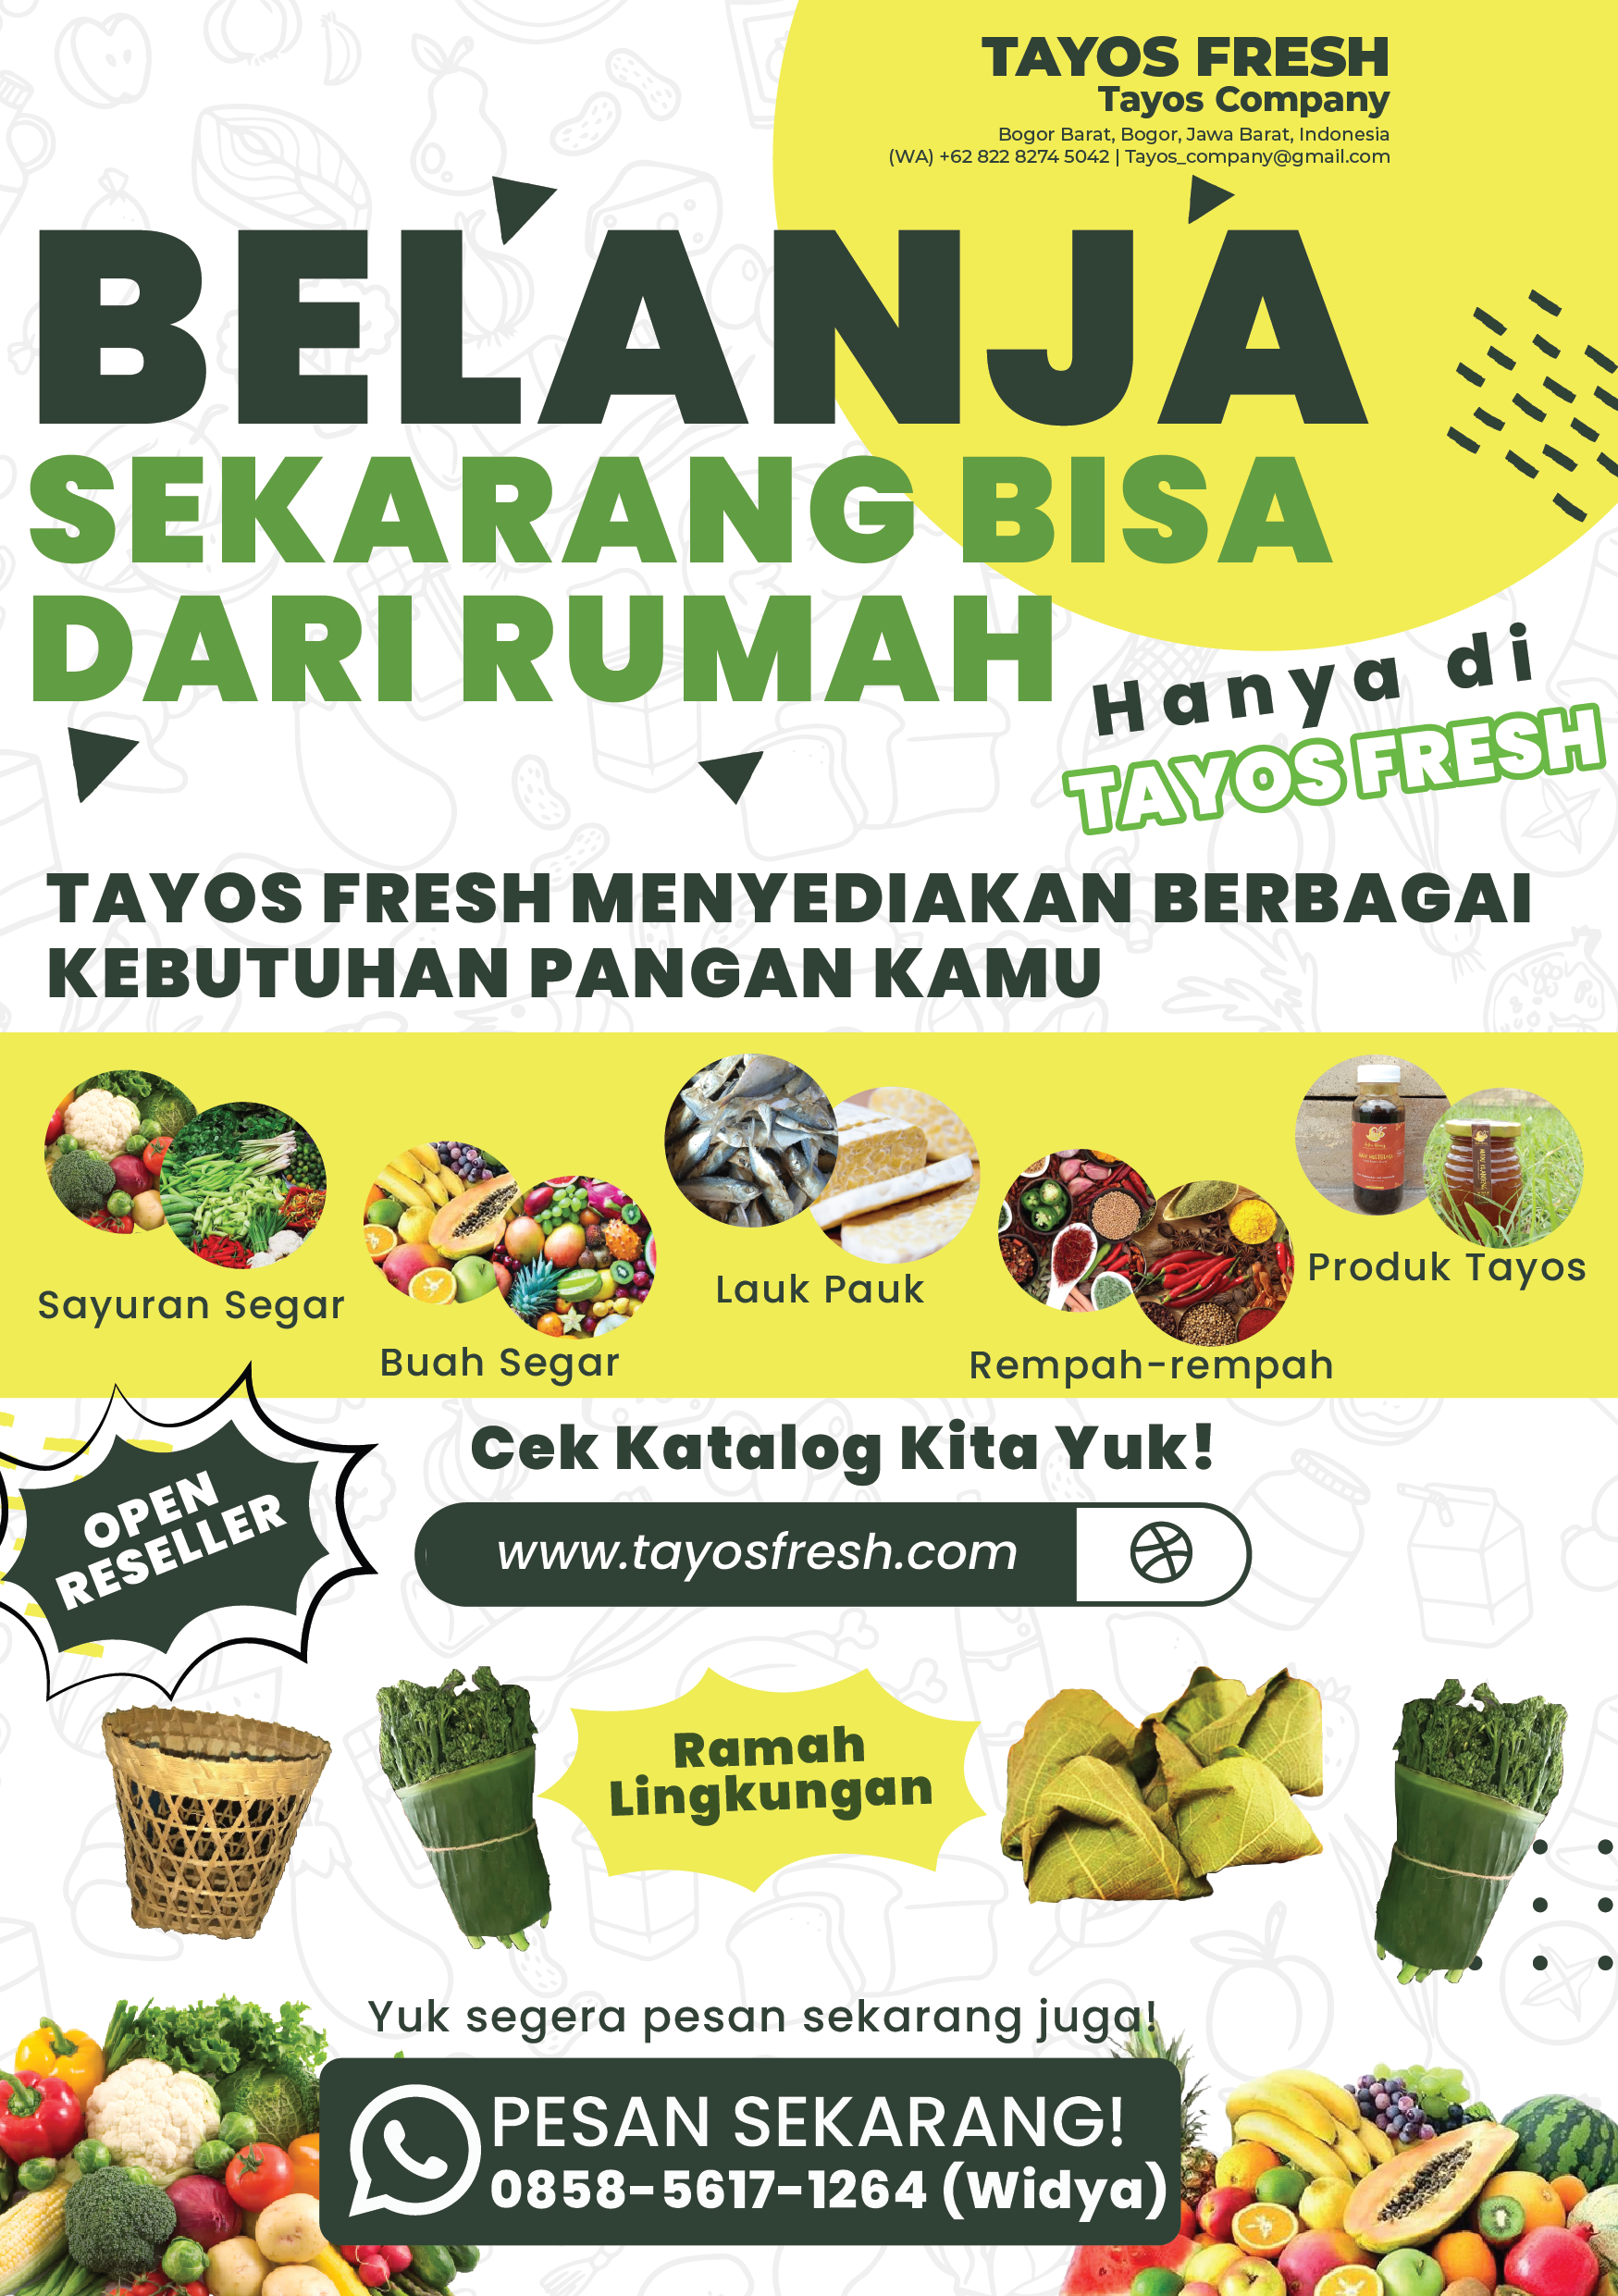 TAYOS FRESH
Tayos Company
Bogor Barat, Bogor, Jawa Barat, Indonesia
(WA) +62 822 8274 5042 | Tayos_company@gmail.com
BELANJA
SEKARANG BISA
DARI RUMAH
Hanya di
TAYOS FRESH
TAYOS FRESH MENYEDIAKAN BERBAGAI
KEBUTUHAN PANGAN KAMU
Sayuran Segar
Buah Segar
Lauk Pauk
Rempah-rempah
Produk Tayos
OPEN
RESELLER
Cek Katalog Kita Yuk!
www.tayosfresh.com
Ramah
Lingkungan
Yuk segera pesan sekarang juga!
PESAN SEKARANG!
0858-5617-1264 (Widya)